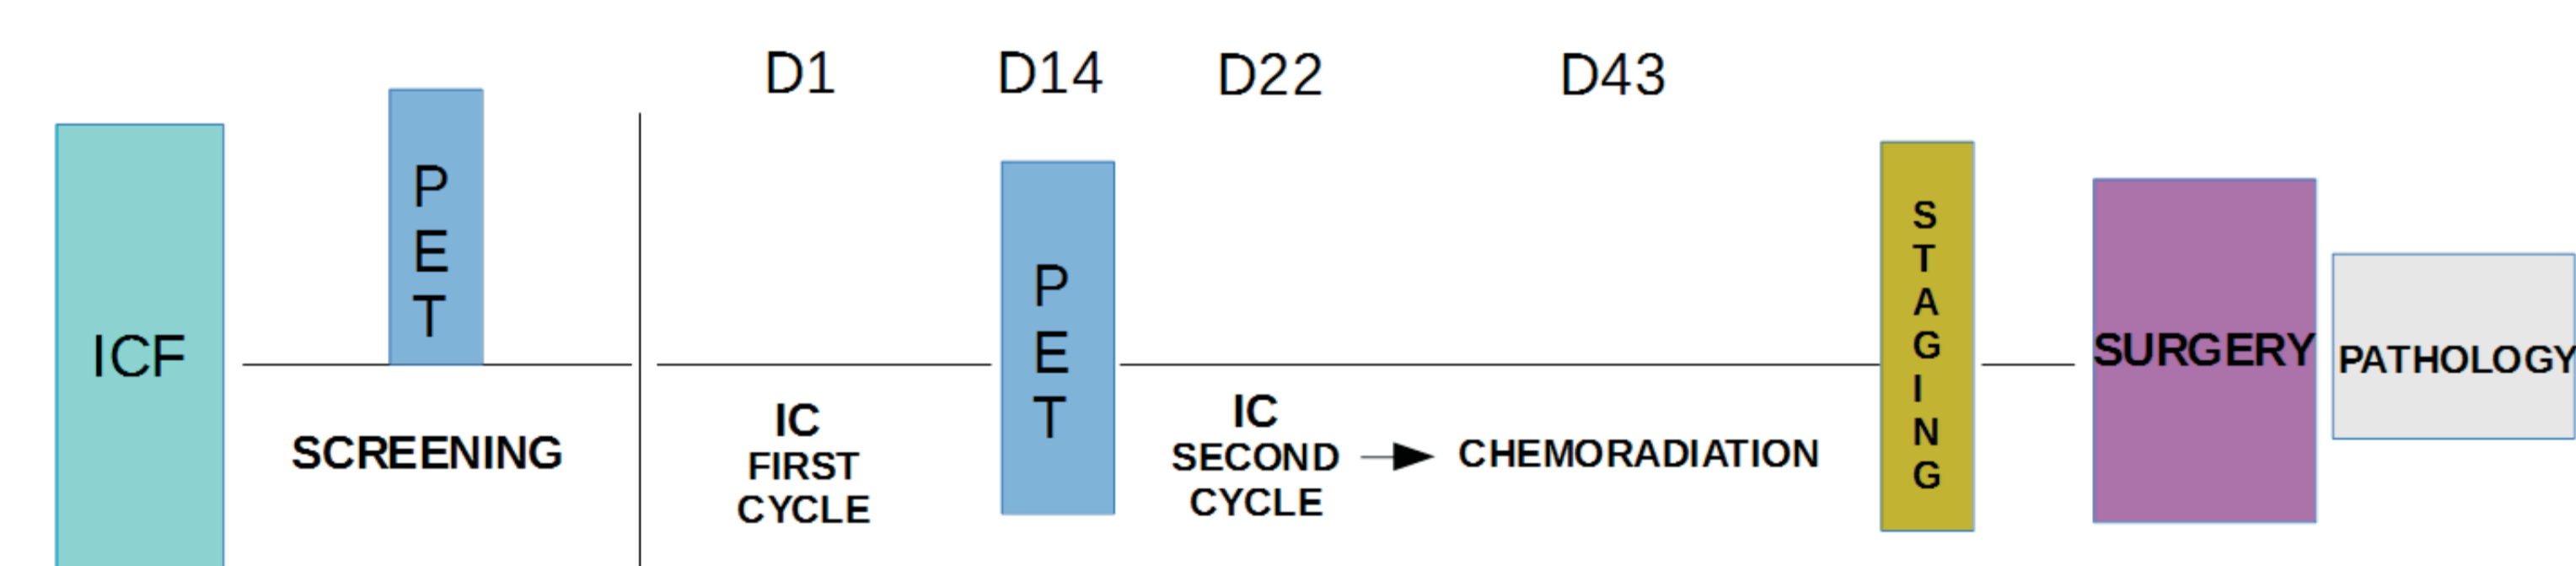 D1 D14 D22 D43
ICF
PET
SCREENING
IC
FIRST
CYCLE
PET
IC
SECOND
CYCLE
CHEMORADIATION
STAGING
SURGERY
PATHOLOGY